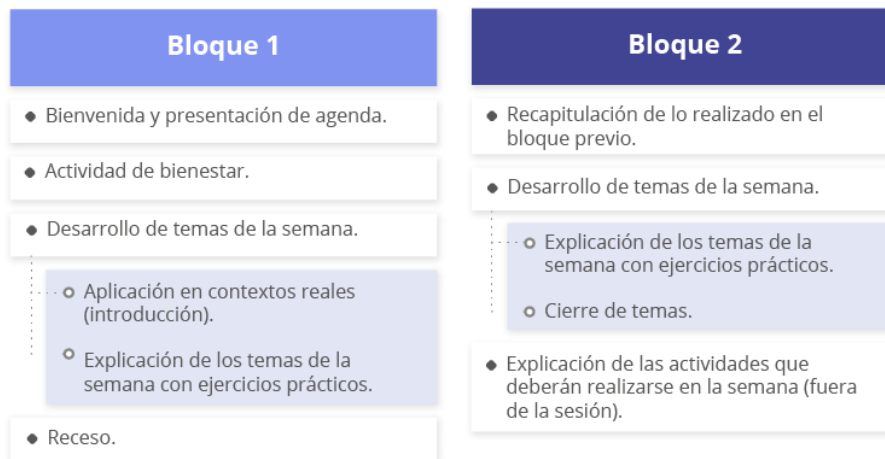 Bloque 1
Bienvenida y presentación de agenda.
Actividad de bienestar.
Desarrollo de temas de la semana.
Aplicación en contextos reales
(introducción).
Explicación de los temas de la
semana con ejercicios prácticos.
Receso.
Bloque 2
Recapitulación de lo realizado en el
bloque previo.
Desarrollo de temas de la semana.
Explicación de los temas de la
semana con ejercicios prácticos.
Cierre de temas.
Explicación de las actividades que
deberán realizarse en la semana (fuera
de la sesión).